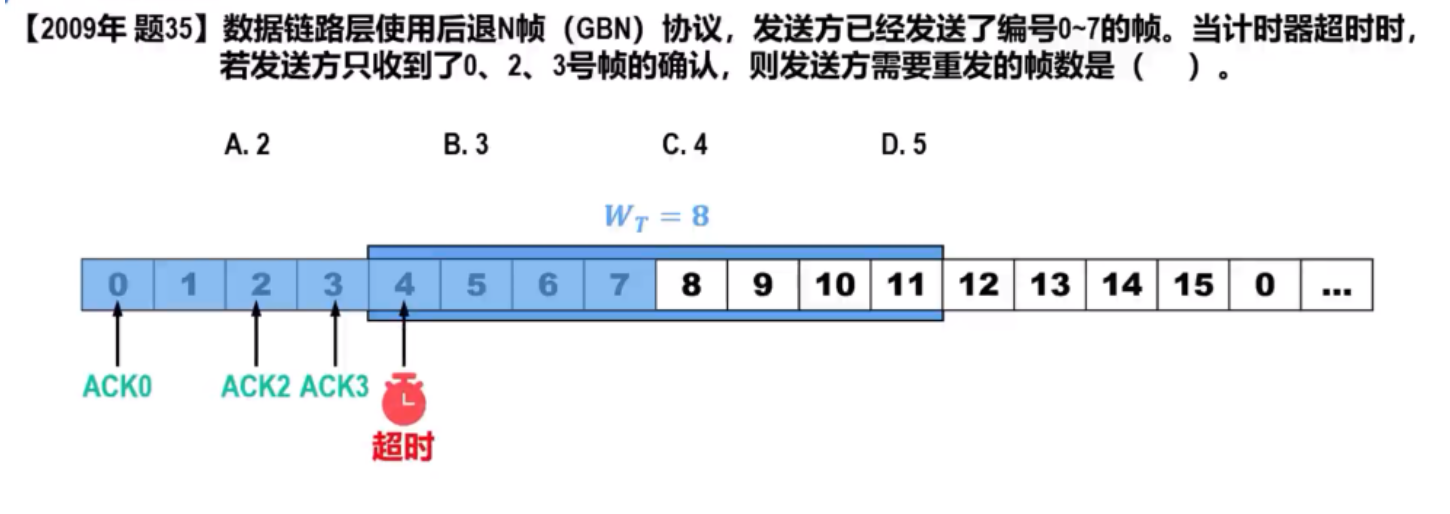 【2009年 题35】数据链路层使用后退N帧（GBN）协议，发送方已经发送了编号0~7的帧。当计时器超时时，
若发送方只收到了0、2、3号帧的确认，则发送方需要重发的帧数是（ ）。
A. 2 B. 3 C. 4 D. 5
W_T = 8
0 1 2 3 4 5 6 7 8 9 10 11 12 13 14 15 0 ...
ACK0 ACK2 ACK3
超时